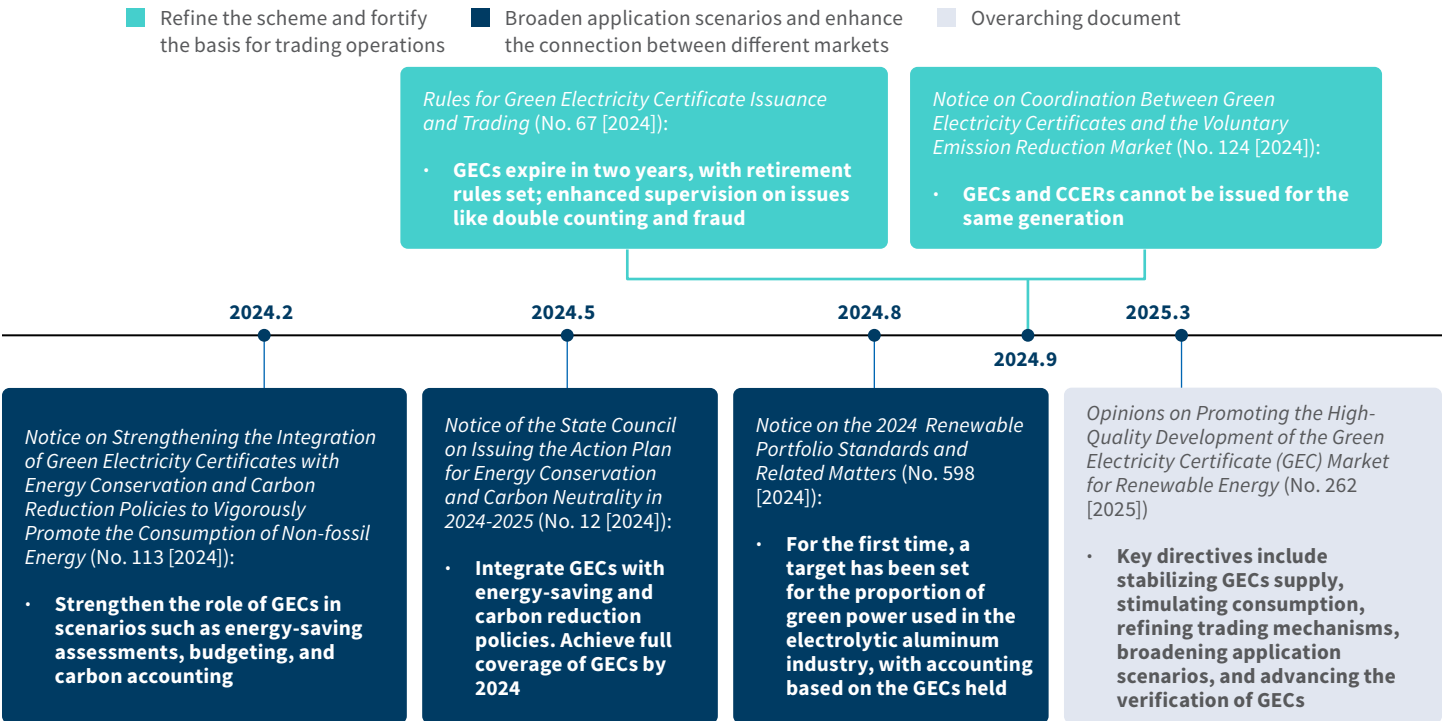 Refine the scheme and fortify
the basis for trading operations
Broaden application scenarios and enhance
the connection between different markets
Overarching document
Rules for Green Electricity Certificate Issuance
and Trading (No. 67 [2024]):
• GECs expire in two years, with retirement
rules set; enhanced supervision on issues
like double counting and fraud
Notice on Coordination Between Green
Electricity Certificates and the Voluntary
Emission Reduction Market (No. 124 [2024]):
• GECs and CCERs cannot be issued for the
same generation
2024.2
2024.5
2024.8
2024.9
2025.3
Notice on Strengthening the Integration
of Green Electricity Certificates with
Energy Conservation and Carbon
Reduction Policies to Vigorously
Promote the Consumption of Non-fossil
Energy (No. 113 [2024]):
• Strengthen the role of GECs in
scenarios such as energy-saving
assessments, budgeting, and
carbon accounting
Notice of the State Council
on Issuing the Action Plan
for Energy Conservation
and Carbon Neutrality in
2024-2025 (No. 12 [2024]):
• Integrate GECs with
energy-saving and
carbon reduction
policies. Achieve full
coverage of GECs by
2024
Notice on the 2024 Renewable
Portfolio Standards and
Related Matters (No. 598
[2024]):
• For the first time, a
target has been set
for the proportion of
green power used in the
electrolytic aluminum
industry, with accounting
based on the GECs held
Opinions on Promoting the High-
Quality Development of the Green
Electricity Certificate (GEC) Market
for Renewable Energy (No. 262
[2025])
• Key directives include
stabilizing GECs supply,
stimulating consumption,
refining trading mechanisms,
broadening application
scenarios, and advancing the
verification of GECs